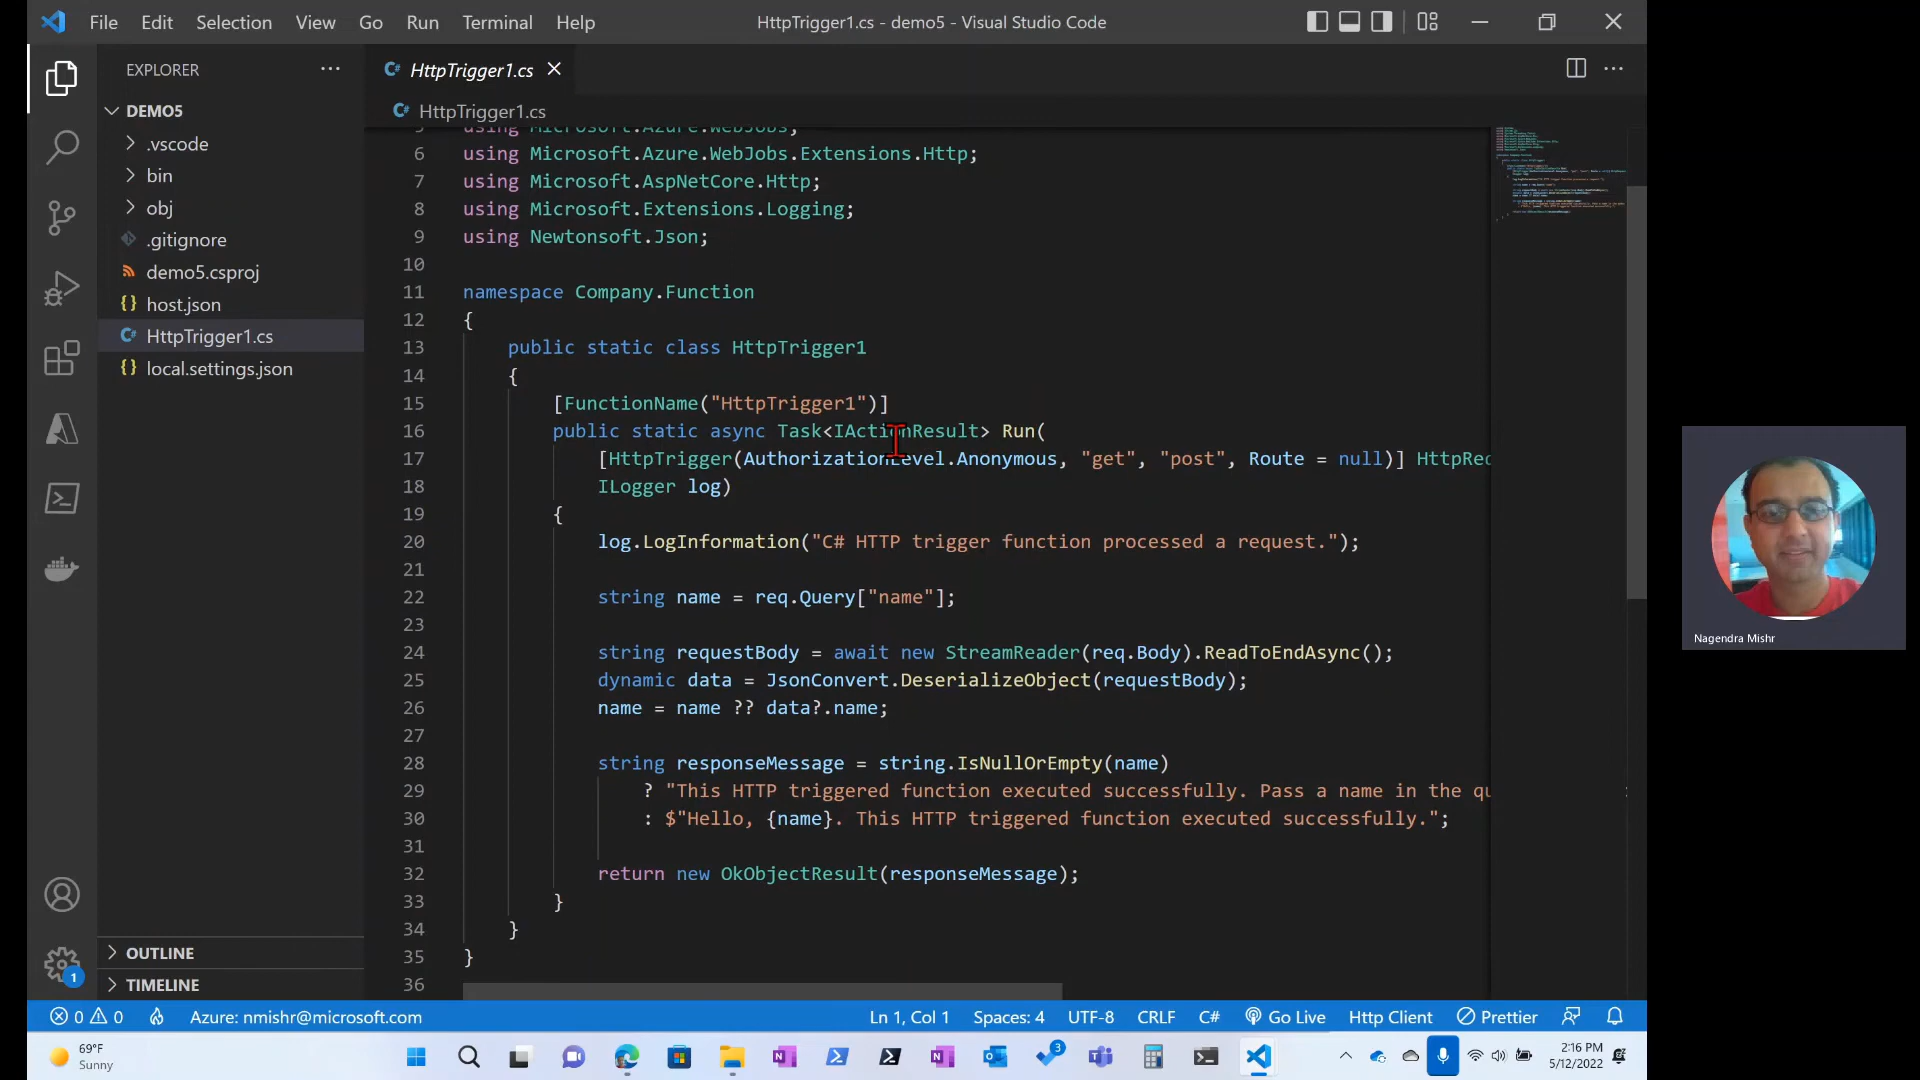 File Edit Selection View Go Run Terminal Help
HttpTrigger1.cs - demo5 - Visual Studio Code
EXPLORER
DEMO5
.vscode
bin
obj
.gitignore
demo5.csproj
host.json
HttpTrigger1.cs
local.settings.json
OUTLINE
TIMELINE
C# HttpTrigger1.cs
C# HttpTrigger1.cs
5 using Microsoft.Azure.WebJobs;
6 using Microsoft.Azure.WebJobs.Extensions.Http;
7 using Microsoft.AspNetCore.Http;
8 using Microsoft.Extensions.Logging;
9 using Newtonsoft.Json;
10
11 namespace Company.Function
12 {
13 public static class HttpTrigger1
14 {
15 [FunctionName("HttpTrigger1")]
16 public static async Task<IActionResult> Run(
17 [HttpTrigger(AuthorizationLevel.Anonymous, "get", "post", Route = null)] HttpRec
18 ILogger log)
19 {
20 log.LogInformation("C# HTTP trigger function processed a request.");
21
22 string name = req.Query["name"];
23
24 string requestBody = await new StreamReader(req.Body).ReadToEndAsync();
25 dynamic data = JsonConvert.DeserializeObject(requestBody);
26 name = name ?? data?.name;
27
28 string responseMessage = string.IsNullOrEmpty(name)
29 ? "This HTTP triggered function executed successfully. Pass a name in the qu
30 : $"Hello, {name}. This HTTP triggered function executed successfully.";
31
32 return new OkObjectResult(responseMessage);
33 }
34 }
35 }
36
Nagendra Mishr
1
0 0 Azure: nmishr@microsoft.com
Ln 1, Col 1 Spaces: 4 UTF-8 CRLF C# Go Live Http Client Prettier
69°F
Sunny
3
2:16 PM
5/12/2022